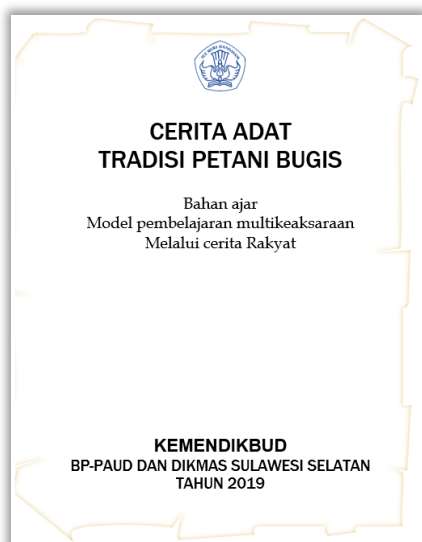 CERITA ADAT
TRADISI PETANI BUGIS
Bahan ajar
Model pembelajaran multikeaksaraan
Melalui cerita Rakyat
KEMENDIKBUD
BP-PAUD DAN DIKMAS SULAWESI SELATAN
TAHUN 2019